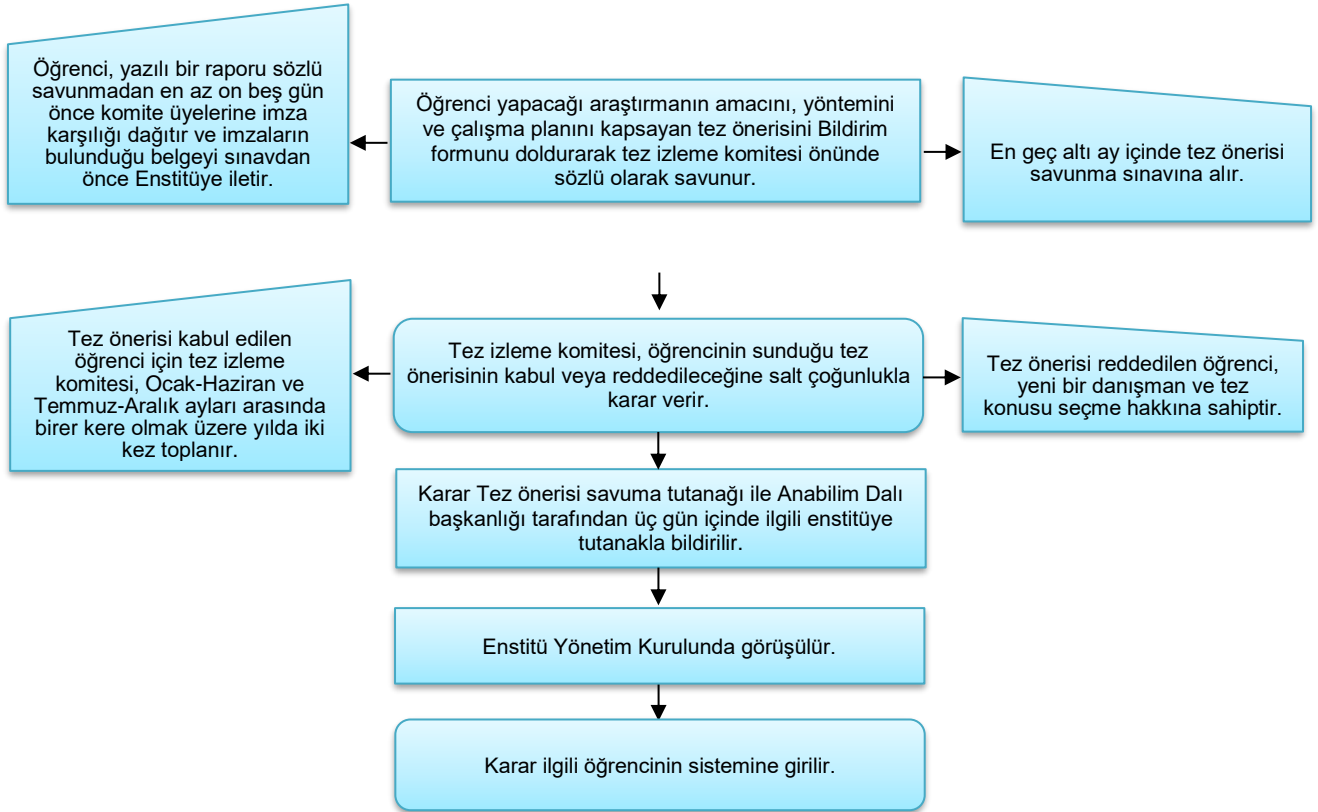 Öğrenci, yazılı bir raporu sözlü
savunmadan en az on beş gün
önce komite üyelerine imza
karşılığı dağıtır ve imzaların
bulunduğu belgeyi sınavdan
önce Enstitüye iletir.
Öğrenci yapacağı araştırmanın amacını, yöntemini
ve çalışma planını kapsayan tez önerisini Bildirim
formunu doldurarak tez izleme komitesi önünde
sözlü olarak savunur.
En geç altı ay içinde tez önerisi
savunma sınavına alır.
Tez önerisi kabul edilen
öğrenci için tez izleme
komitesi, Ocak-Haziran ve
Temmuz-Aralık ayları arasında
birer kere olmak üzere yılda iki
kez toplanır.
Tez izleme komitesi, öğrencinin sunduğu tez
önerisinin kabul veya reddedileceğine salt çoğunlukla
karar verir.
Tez önerisi reddedilen öğrenci,
yeni bir danışman ve tez
konusu seçme hakkına sahiptir.
Karar Tez önerisi savuma tutanağı ile Anabilim Dalı
başkanlığı tarafından üç gün içinde ilgili enstitüye
tutanakla bildirilir.
Enstitü Yönetim Kurulunda görüşülür.
Karar ilgili öğrencinin sistemine girilir.